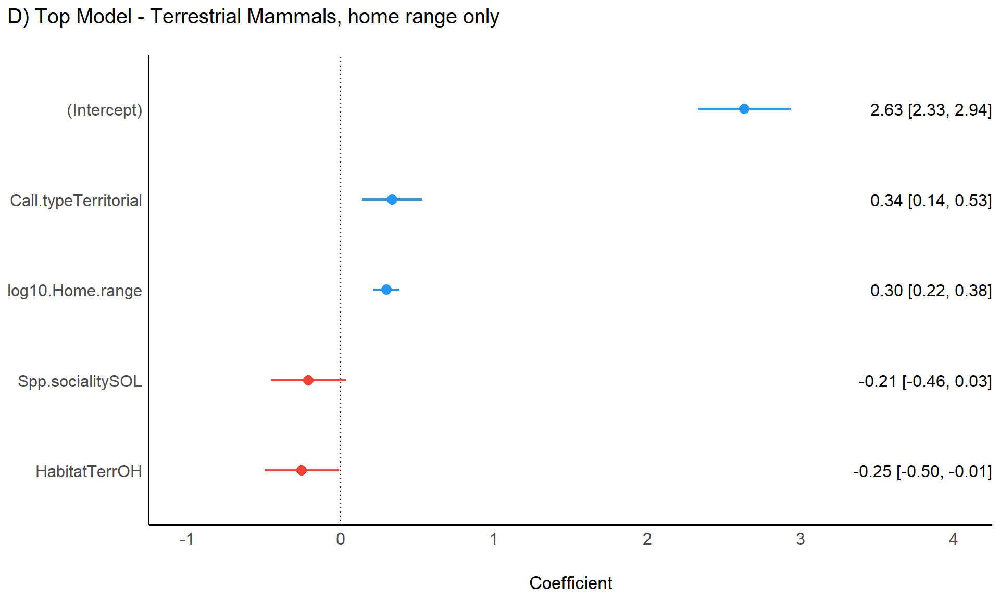 D) Top Model - Terrestrial Mammals, home range only
(Intercept) 2.63 [2.33, 2.94]
Call.typeTerritorial 0.34 [0.14, 0.53]
log10.Home.range 0.30 [0.22, 0.38]
Spp.socialitySOL -0.21 [-0.46, 0.03]
HabitatTerrOH -0.25 [-0.50, -0.01]
-1 0 1 2 3 4
Coefficient